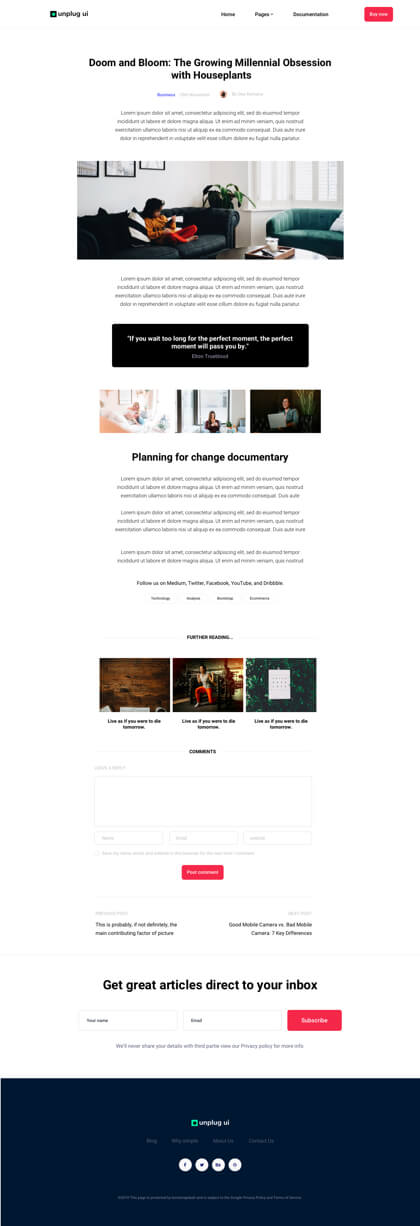 unplug ui
Home
Pages
Documentation
Buy now
Doom and Bloom: The Growing Millennial Obsession
with Houseplants
Business
Lorem ipsum dolor sit amet, consectetur adipiscing elit, sed do eiusmod tempor
incididunt ut labore et dolore magna aliqua. Ut enim ad minim veniam, quis nostrud
exercitation ullamco laboris nisi ut aliquip ex ea commodo consequat. Duis aute irure
dolor in reprehenderit in voluptate velit esse cillum dolore eu fugiat nulla pariatur.
Lorem ipsum dolor sit amet, consectetur adipiscing elit, sed do eiusmod tempor
incididunt ut labore et dolore magna aliqua. Ut enim ad minim veniam, quis nostrud
exercitation ullamco laboris nisi ut aliquip ex ea commodo consequat. Duis aute irure
dolor in reprehenderit in voluptate velit esse cillum dolore eu fugiat nulla pariatur.
"If you wait too long for the perfect moment, the perfect
moment will pass you by."
Elton Trueblood
Planning for change documentary
Lorem ipsum dolor sit amet, consectetur adipiscing elit, sed do eiusmod tempor
incididunt ut labore et dolore magna aliqua. Ut enim ad minim veniam, quis nostrud
exercitation ullamco laboris nisi ut aliquip ex ea commodo consequat. Duis aute
Lorem ipsum dolor sit amet, consectetur adipiscing elit, sed do eiusmod tempor
incididunt ut labore et dolore magna aliqua. Ut enim ad minim veniam, quis nostrud
exercitation ullamco laboris nisi ut aliquip ex ea commodo consequat. Duis aute irure
Lorem ipsum dolor sit amet, consectetur adipiscing elit, sed do eiusmod tempor
incididunt ut labore et dolore magna aliqua. Ut enim ad minim veniam, quis nostrud
Follow us on Medium, Twitter, Facebook, YouTube, and Dribbble.
Technology
Analysis
Bootstrap
Ecommerce
FURTHER READING...
Live as if you were to die
tomorrow.
Live as if you were to die
tomorrow.
Live as if you were to die
tomorrow.
COMMENTS
LEAVE A REPLY
Name
Email
website
Save my name, email, and website in this browser for the next time I comment.
Post comment
PREVIOUS POST
This is probably, if not definitely, the
main contributing factor of picture
NEXT POST
Good Mobile Camera vs. Bad Mobile
Camera: 7 Key Differences
Get great articles direct to your inbox
Your name
Email
Subscribe
We'll never share your details with third partie view our Privacy policy for more info
unplug ui
Blog
Why simple
About Us
Contact Us